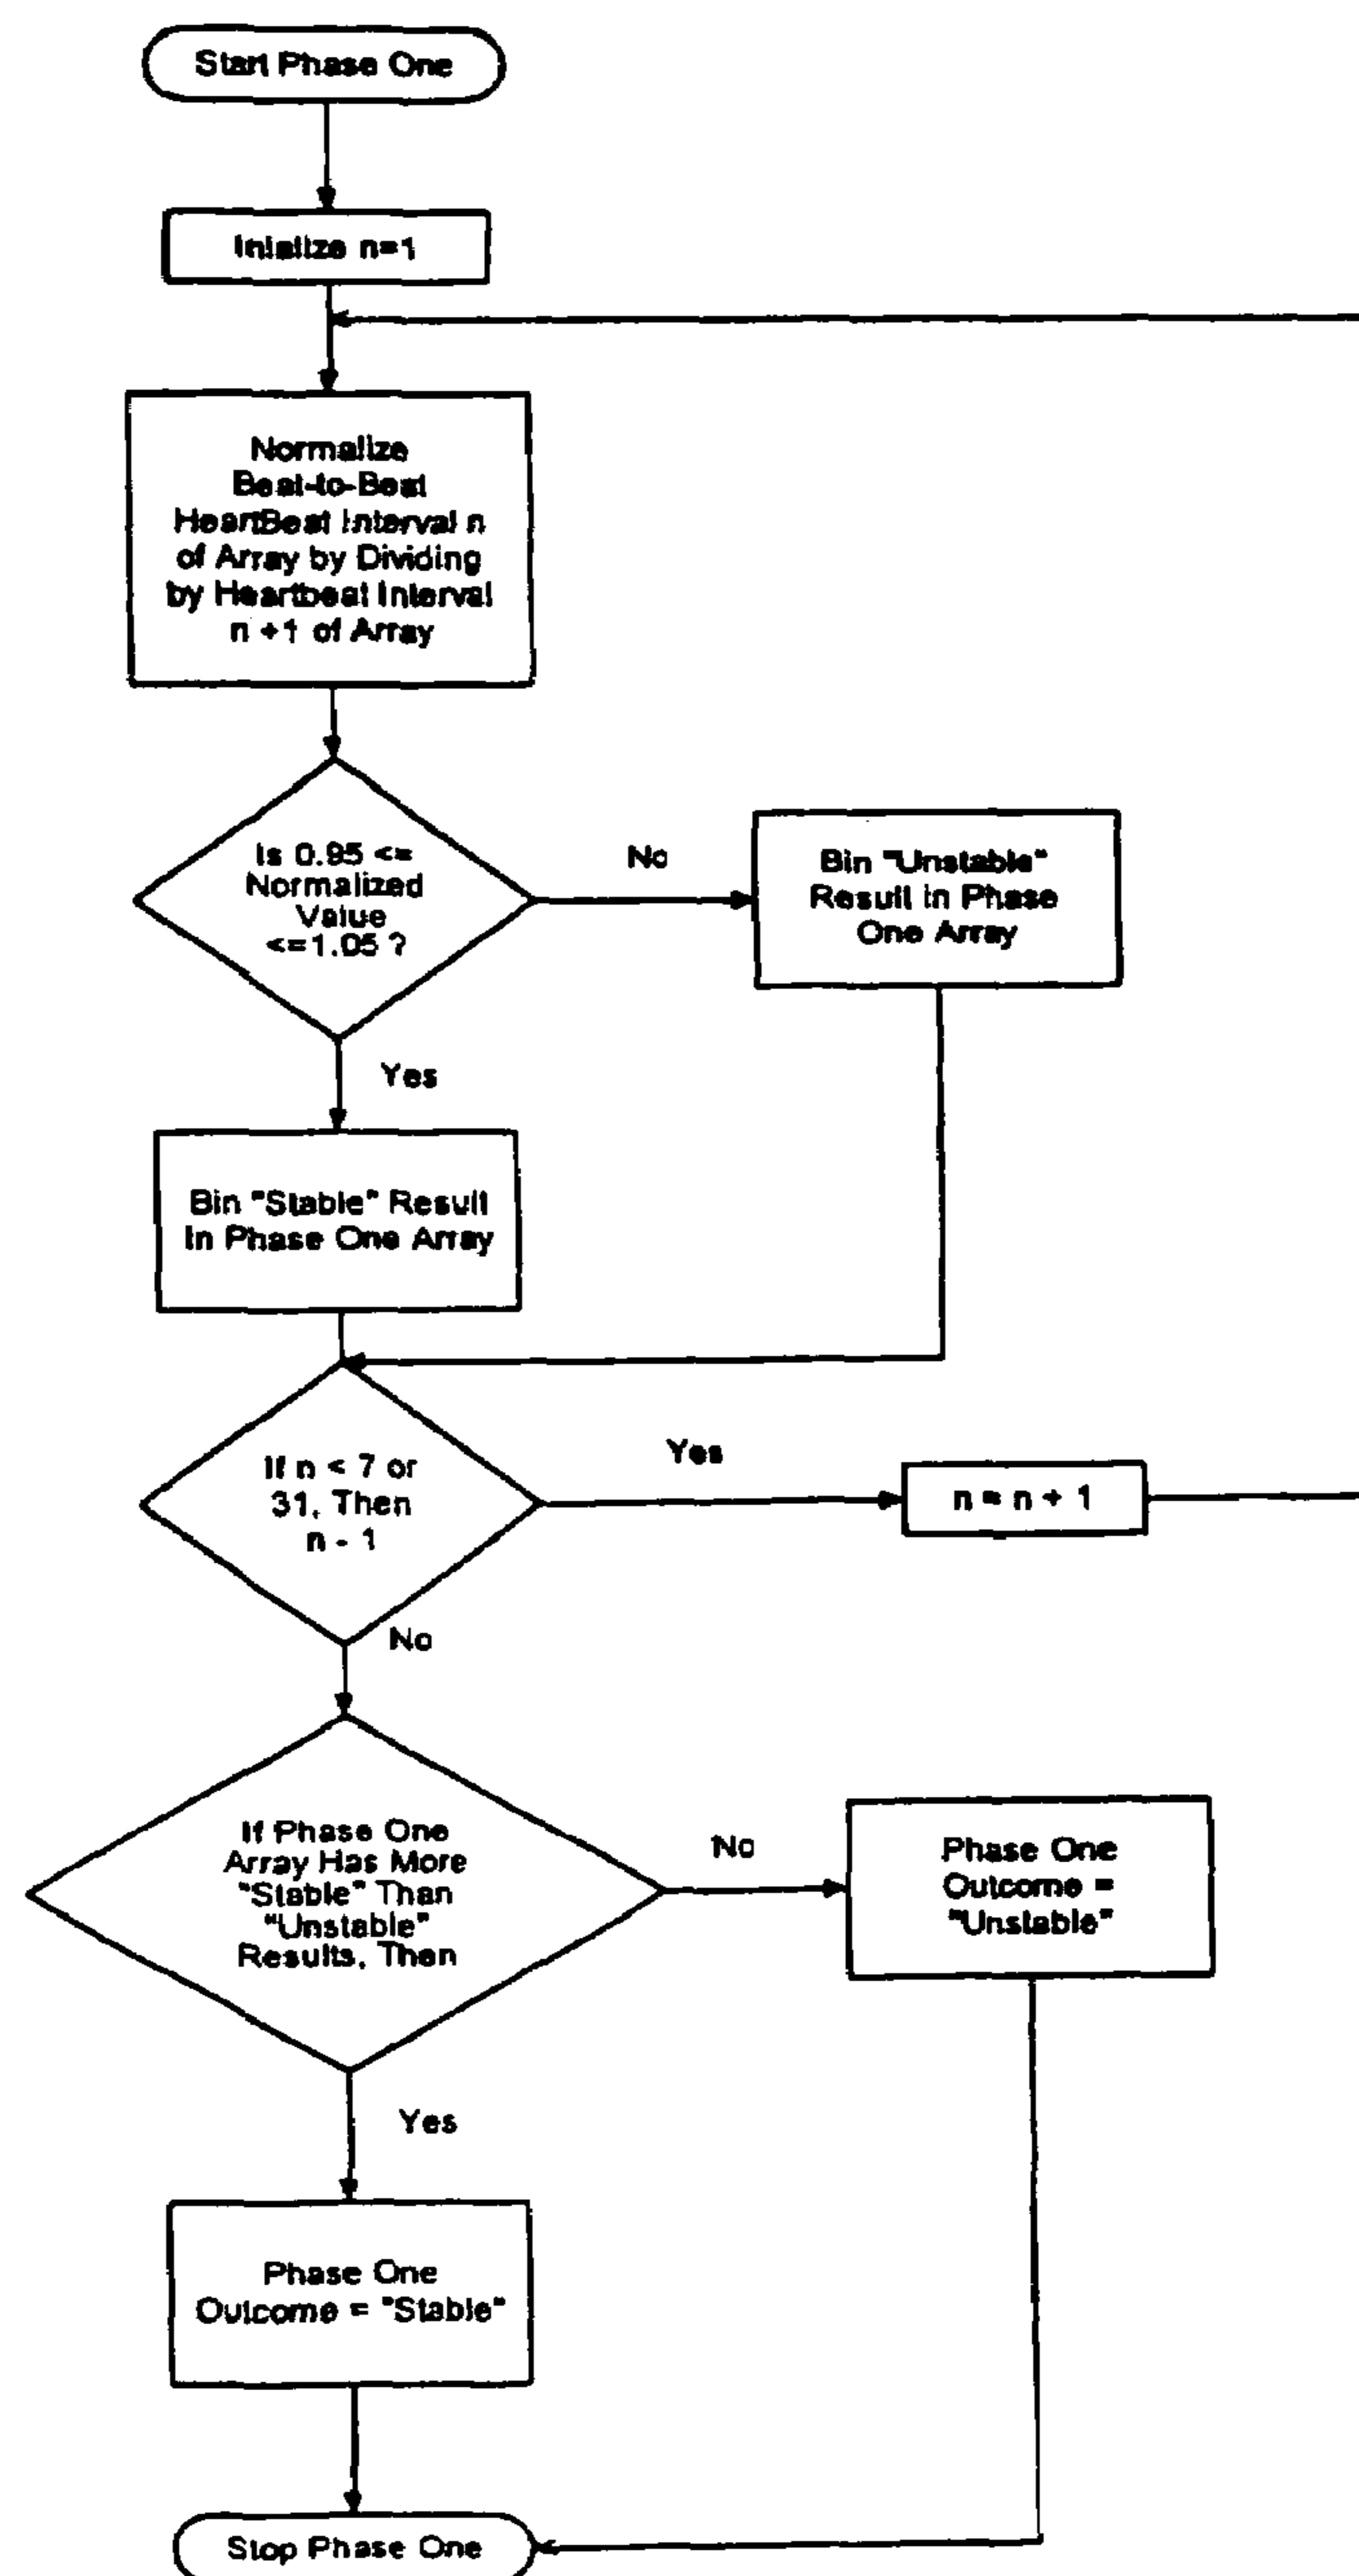 Start Phase One
Inialize n=1
Normalize
Beat-to-Beat
HeartBeat Interval n
of Array by Dividing
by Heartbeat Interval
n +1 of Array
Is 0.95 <=
Normalized
Value
<=1.05 ?
No
Bin "Unstable"
Result in Phase
One Array
Yes
Bin "Stable" Result
In Phase One Array
If n < 7 or
31, Then
n - 1
Yes
n = n + 1
No
If Phase One
Array Has More
"Stable" Than
"Unstable"
Results, Then
No
Phase One
Outcome =
"Unstable"
Yes
Phase One
Outcome = "Stable"
Stop Phase One